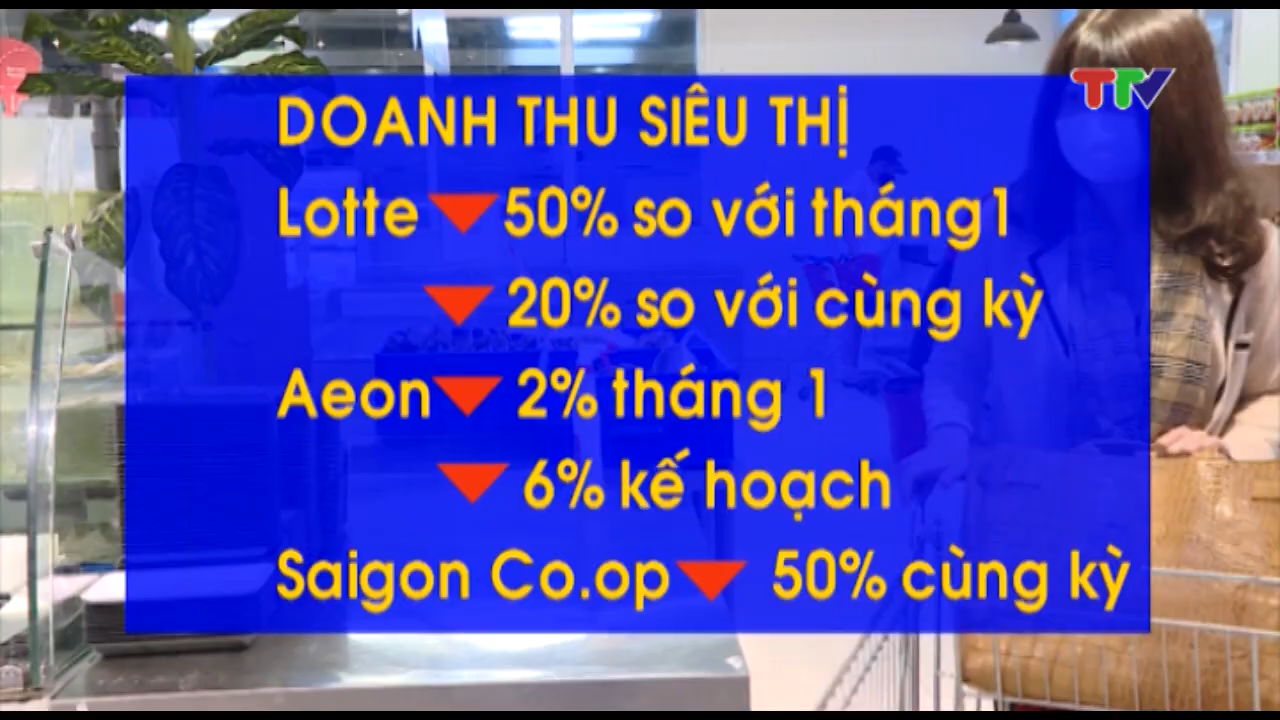 TTV
DOANH THU SIÊU THỊ
Lotte 50% so với tháng1
20% so với cùng kỳ
Aeon 2% tháng 1
6% kế hoạch
Saigon Co.op 50% cùng kỳ